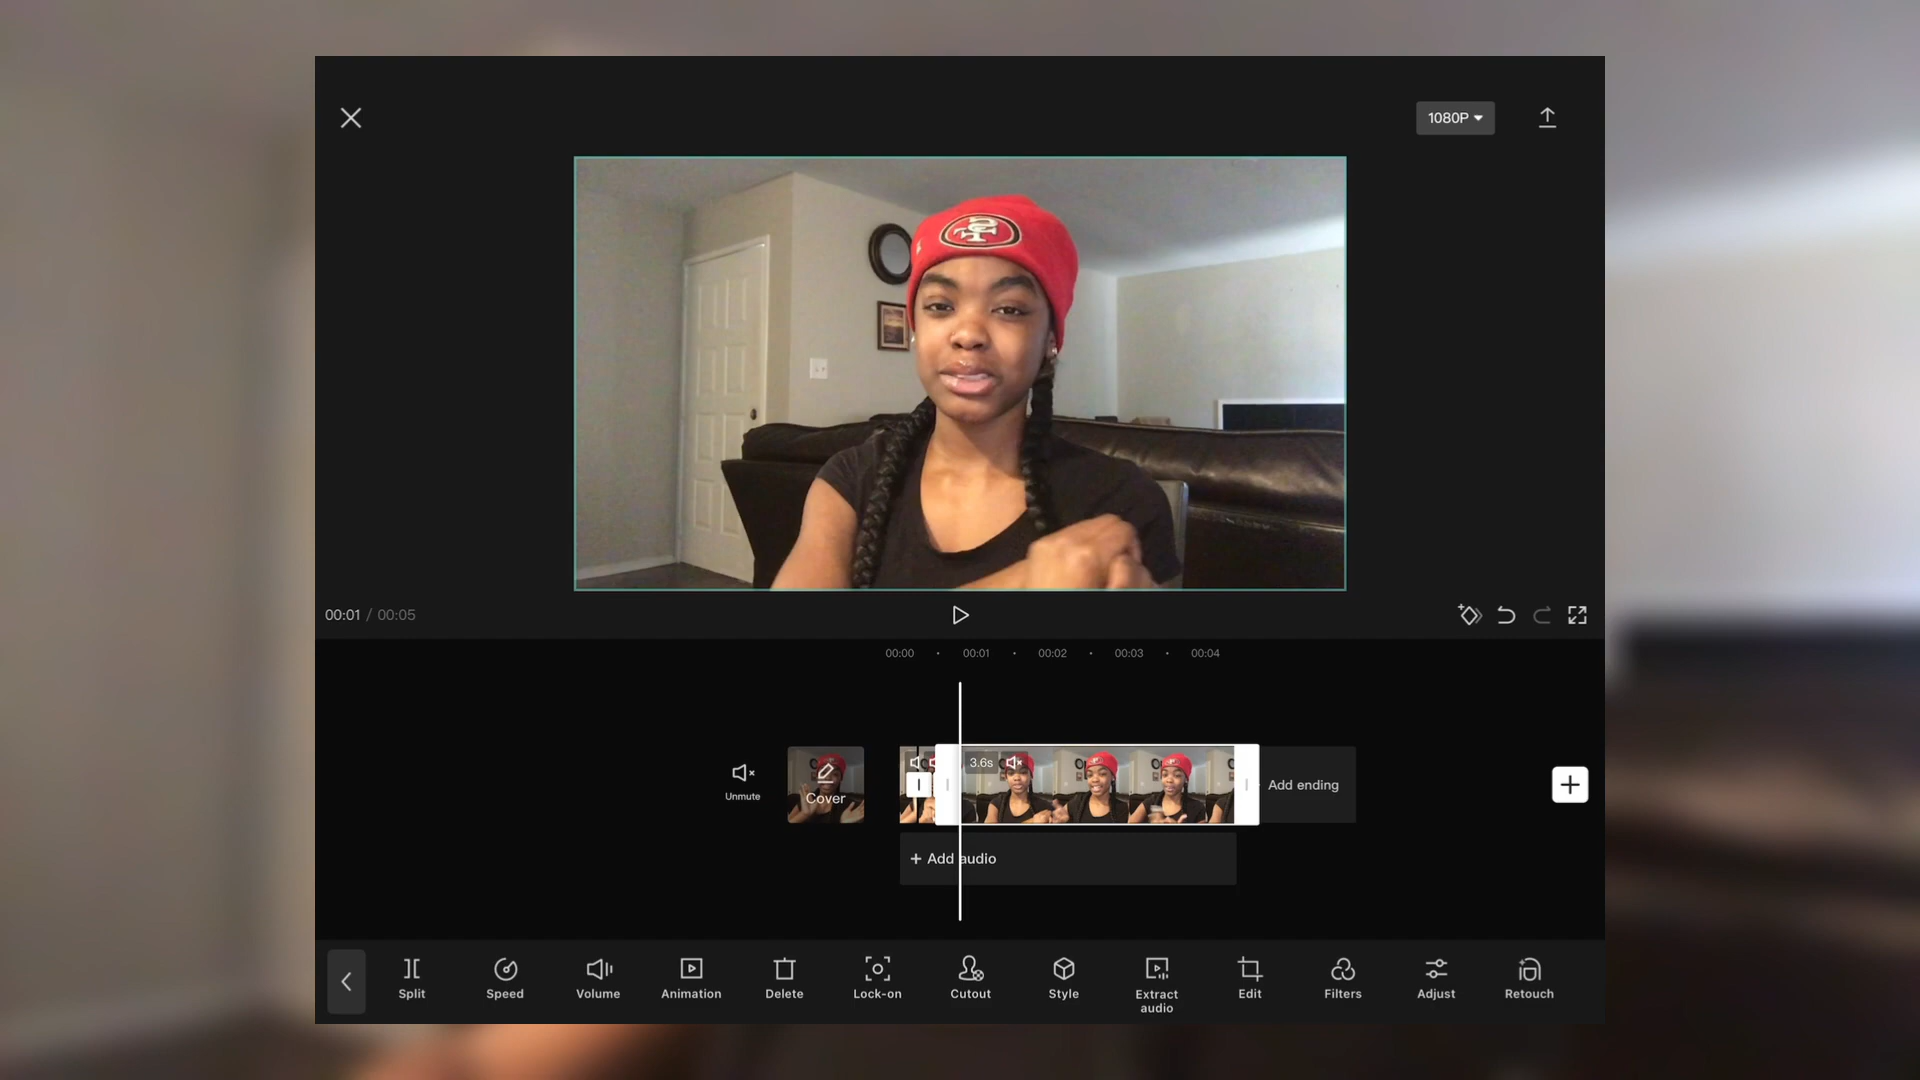 1080P
SF
00:01 / 00:05
00:00 00:01 00:02 00:03 00:04
3.6s
Unmute
Cover
Add ending
+ Add audio
Split Speed Volume Animation Delete Lock-on Cutout Style Extract audio Edit Filters Adjust Retouch